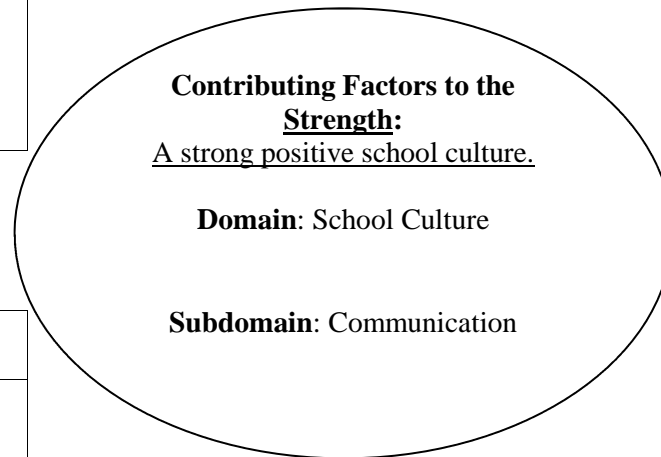 Contributing Factors to the
Strength:
A strong positive school culture.
Domain: School Culture
Subdomain: Communication